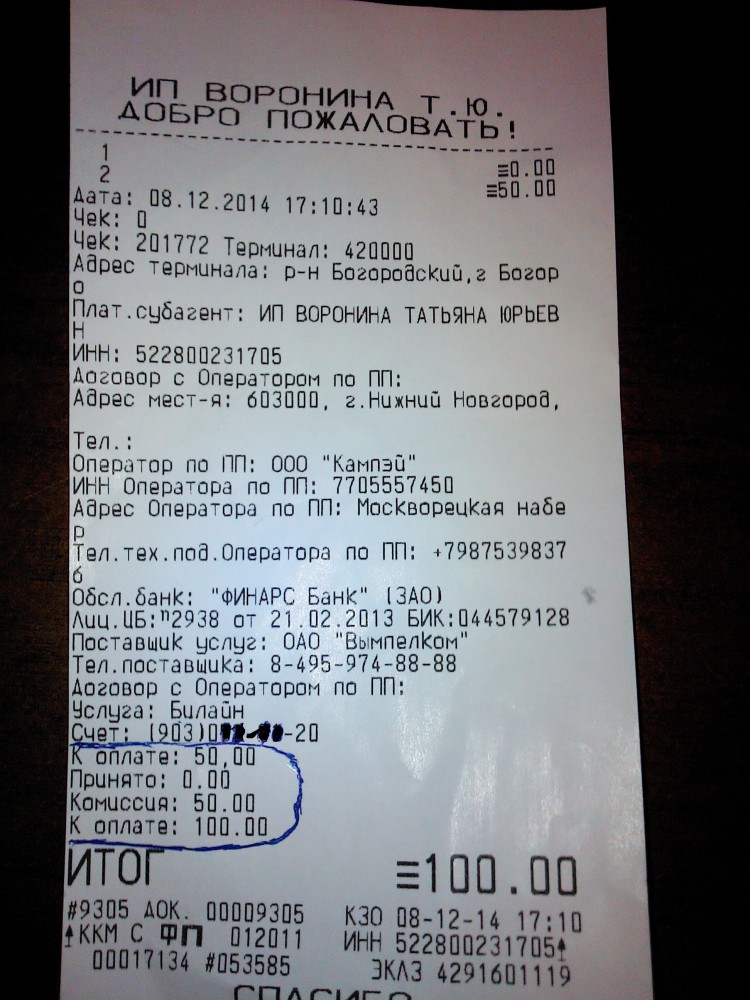 ИП ВОРОНИНА Т.Ю.
ДОБРО ПОЖАЛОВАТЬ!
1 ≡0.00
2 ≡50.00
Дата: 08.12.2014 17:10:43
Чек: 0
Чек: 201772 Терминал: 420000
Адрес терминала: р-н Богородский,г Богор
о
Плат.субагент: ИП ВОРОНИНА ТАТЬЯНА ЮРЬЕВ
Н
ИНН: 522800231705
Договор с Оператором по ПП:
Адрес мест-я: 603000, г.Нижний Новгород,
Тел.:
Оператор по ПП: ООО "Кампэй"
ИНН Оператора по ПП: 7705557450
Адрес Оператора по ПП: Москворецкая набе
р
Тел.тех.под.Оператора по ПП: +7987539837
6
Обсл.банк: "ФИНАРС Банк" (ЗАО)
Лиц.ЦБ:"2938 от 21.02.2013 БИК:044579128
Поставщик услуг: ОАО "Вымпелком"
Тел.поставщика: 8-495-974-88-88
Договор с Оператором по ПП:
Услуга: Билайн
Счет: (903)0 -20
К оплате: 50,00
Принято: 0.00
Комиссия: 50.00
К оплате: 100.00
ИТОГ ≡100.00
#9305 ДОК. 00009305 КЗО 08-12-14 17:10
ККМ С ФП 012011 ИНН 522800231705
00017134 #053585 ЭКЛЗ 4291601119
СПАСИБО